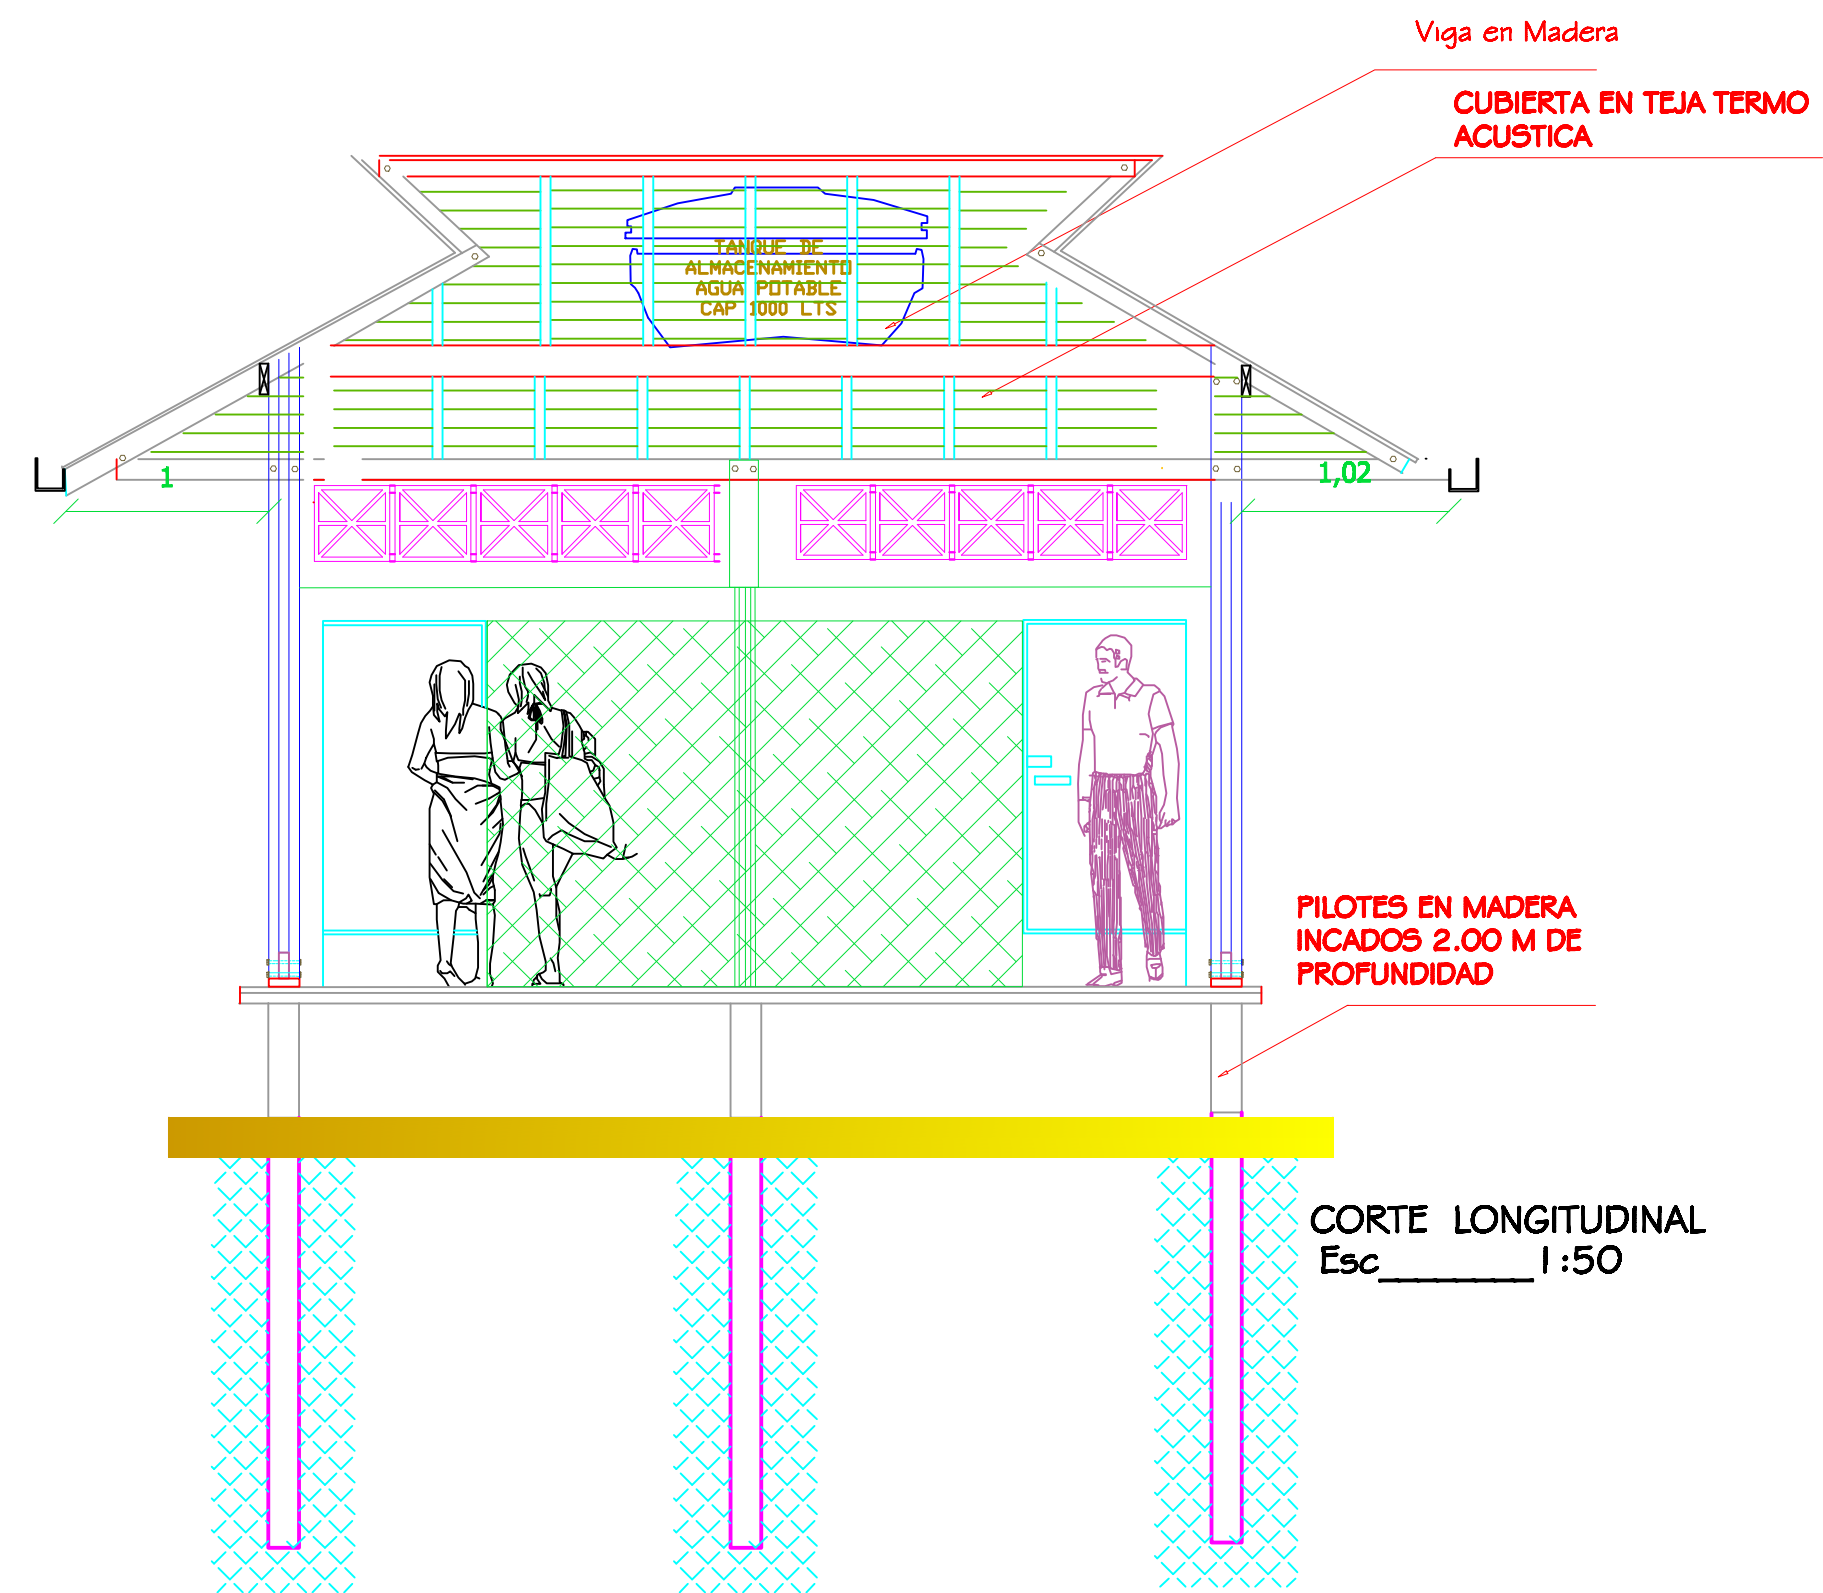 Viga en Madera
CUBIERTA EN TEJA TERMO
ACUSTICA
TANQUE DE
ALMACENAMIENTO
AGUA POTABLE
CAP 1000 LTS
1
1,02
PILOTES EN MADERA
INCADOS 2.00 M DE
PROFUNDIDAD
CORTE LONGITUDINAL
Esc________1:50